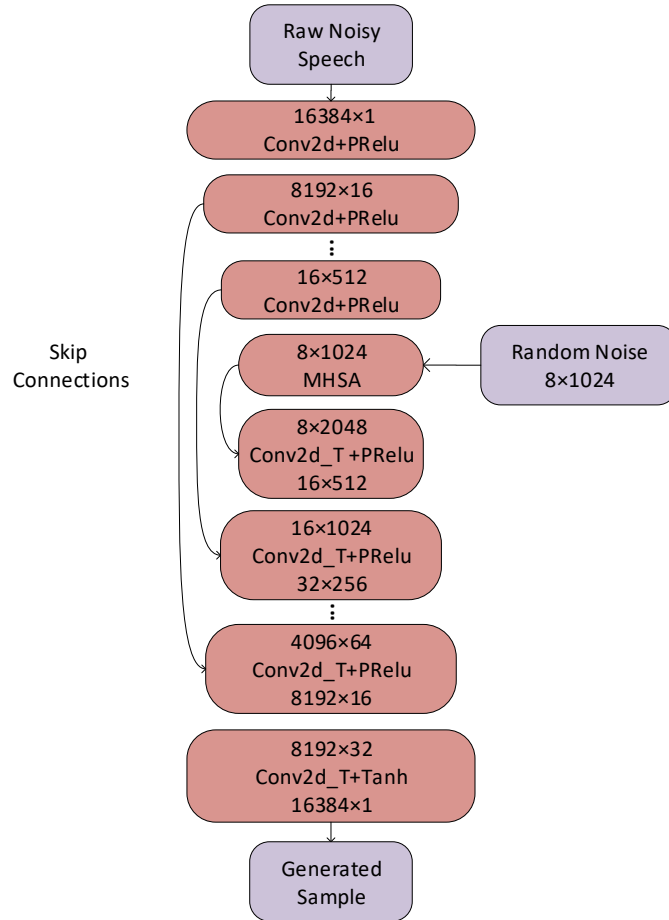 Raw Noisy
Speech
16384×1
Conv2d+PRelu
8192×16
Conv2d+PRelu
16×512
Conv2d+PRelu
Skip
Connections
8×1024
MHSA
Random Noise
8×1024
8×2048
Conv2d_T +PRelu
16×512
16×1024
Conv2d_T+PRelu
32×256
4096×64
Conv2d_T+PRelu
8192×16
8192×32
Conv2d_T+Tanh
16384×1
Generated
Sample